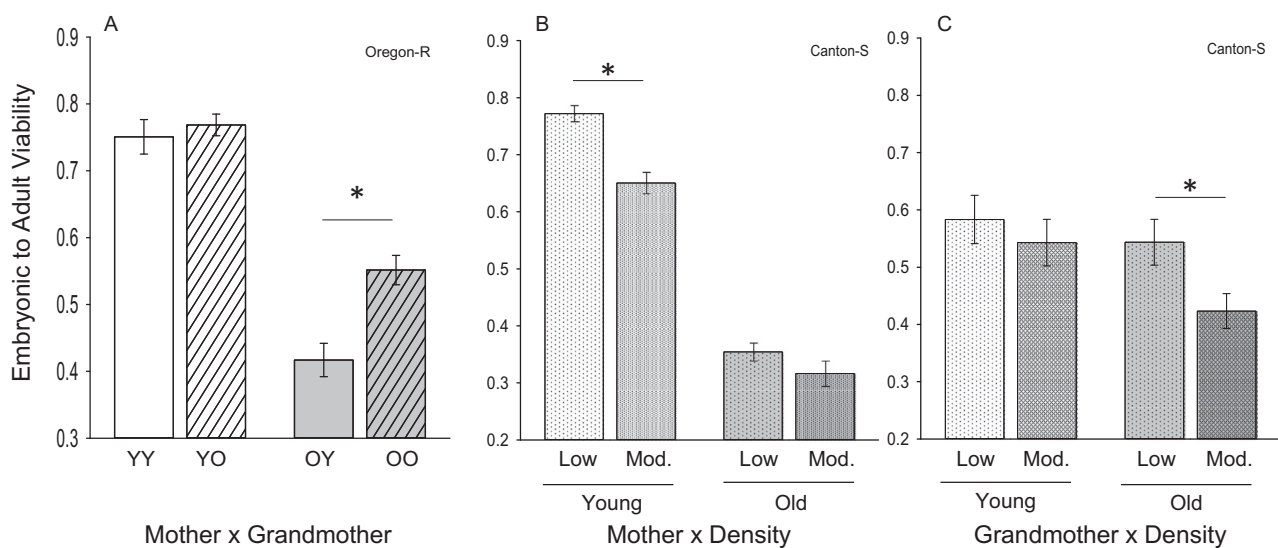 A
Oregon-R
Embryonic to Adult Viability
0.9
0.8
0.7
0.6
0.5
0.4
0.3
*
YY YO OY OO
Mother x Grandmother
B
Canton-S
0.9
0.8
0.7
0.6
0.5
0.4
0.3
0.2
*
Low Mod. Low Mod.
Young Old
Mother x Density
C
Canton-S
0.9
0.8
0.7
0.6
0.5
0.4
0.3
0.2
*
Low Mod. Low Mod.
Young Old
Grandmother x Density